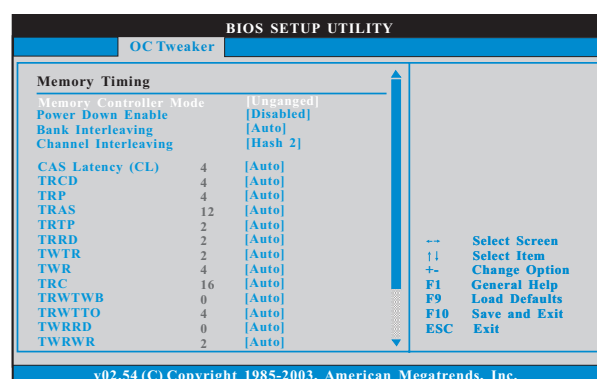 BIOS SETUP UTILITY
OC Tweaker
Memory Timing
Memory Controller Mode [Unganged]
Power Down Enable [Disabled]
Bank Interleaving [Auto]
Channel Interleaving [Hash 2]
CAS Latency (CL) 4 [Auto]
TRCD 4 [Auto]
TRP 4 [Auto]
TRAS 12 [Auto]
TRTP 2 [Auto]
TRRD 2 [Auto]
TWTR 2 [Auto]
TWR 4 [Auto]
TRC 16 [Auto]
TRWTWB 0 [Auto]
TRWTTO 4 [Auto]
TWRRD 0 [Auto]
TWRWR 2 [Auto]
←→ Select Screen
↑↓ Select Item
+- Change Option
F1 General Help
F9 Load Defaults
F10 Save and Exit
ESC Exit
v02.54 (C) Copyright 1985-2003, American Megatrends, Inc.